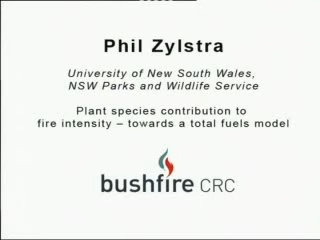 Phil Zylstra
University of New South Wales,
NSW Parks and Wildlife Service
Plant species contribution to
fire intensity – towards a total fuels model
bushfire CRC